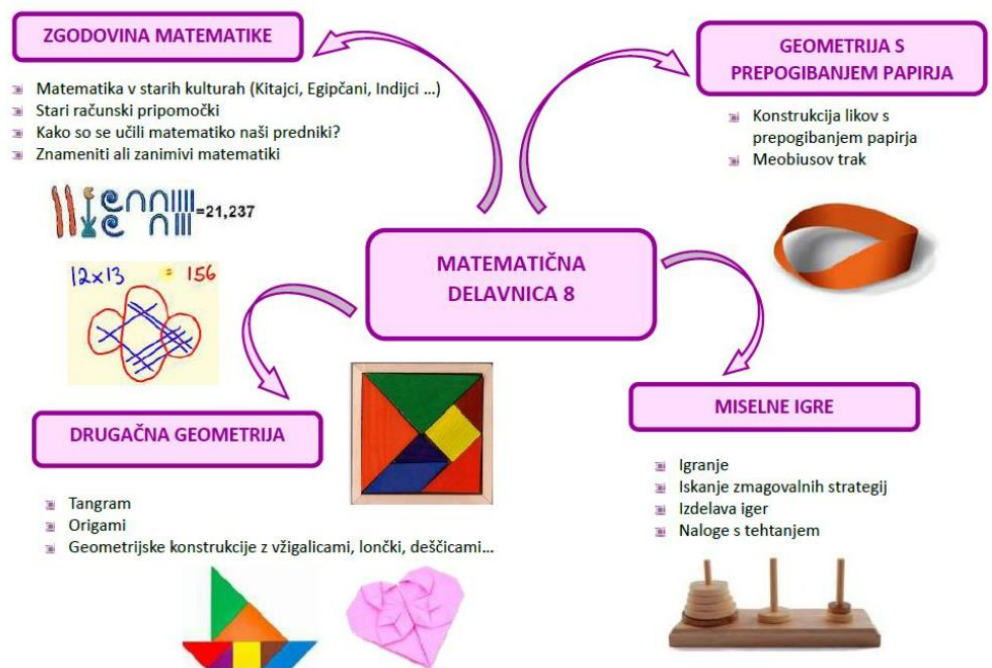 ZGODOVINA MATEMATIKE
Matematika v starih kulturah (Kitajci, Egipčani, Indijci ...)
Stari računski pripomočki
Kako so se učili matematiko naši predniki?
Znameniti ali zanimivi matematiki
=21,237
12x13 = 156
GEOMETRIJA S
PREPOGIBANJEM PAPIRJA
Konstrukcija likov s
prepogibanjem papirja
Meobiusov trak
MATEMATIČNA
DELAVNICA 8
DRUGAČNA GEOMETRIJA
Tangram
Origami
Geometrijske konstrukcije z vžigalicami, lončki, deščicami...
MISELNE IGRE
Igranje
Iskanje zmagovalnih strategij
Izdelava iger
Naloge s tehtanjem